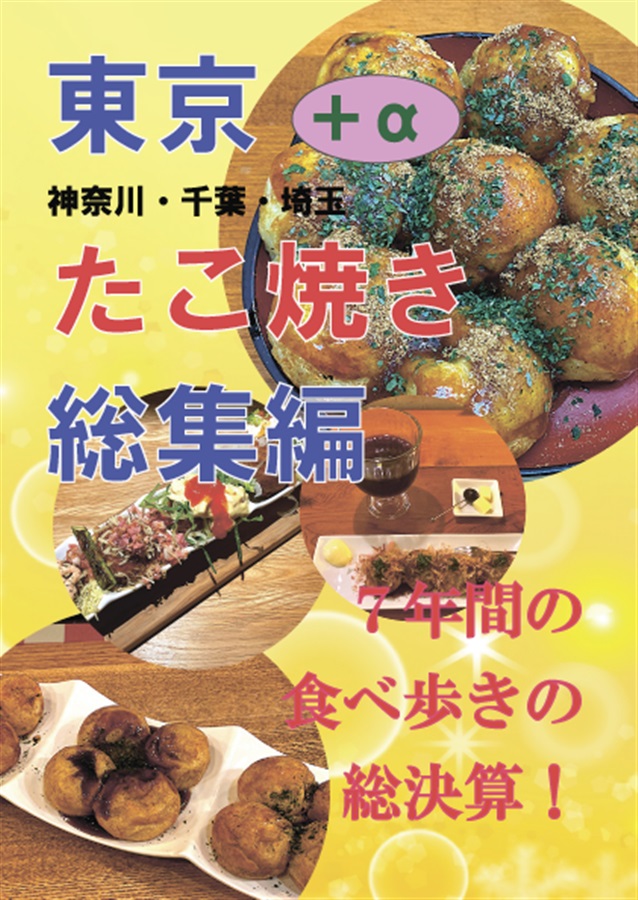 東京 ＋α
神奈川・千葉・埼玉
たこ焼き
総集編
７年間の
食べ歩きの
総決算！